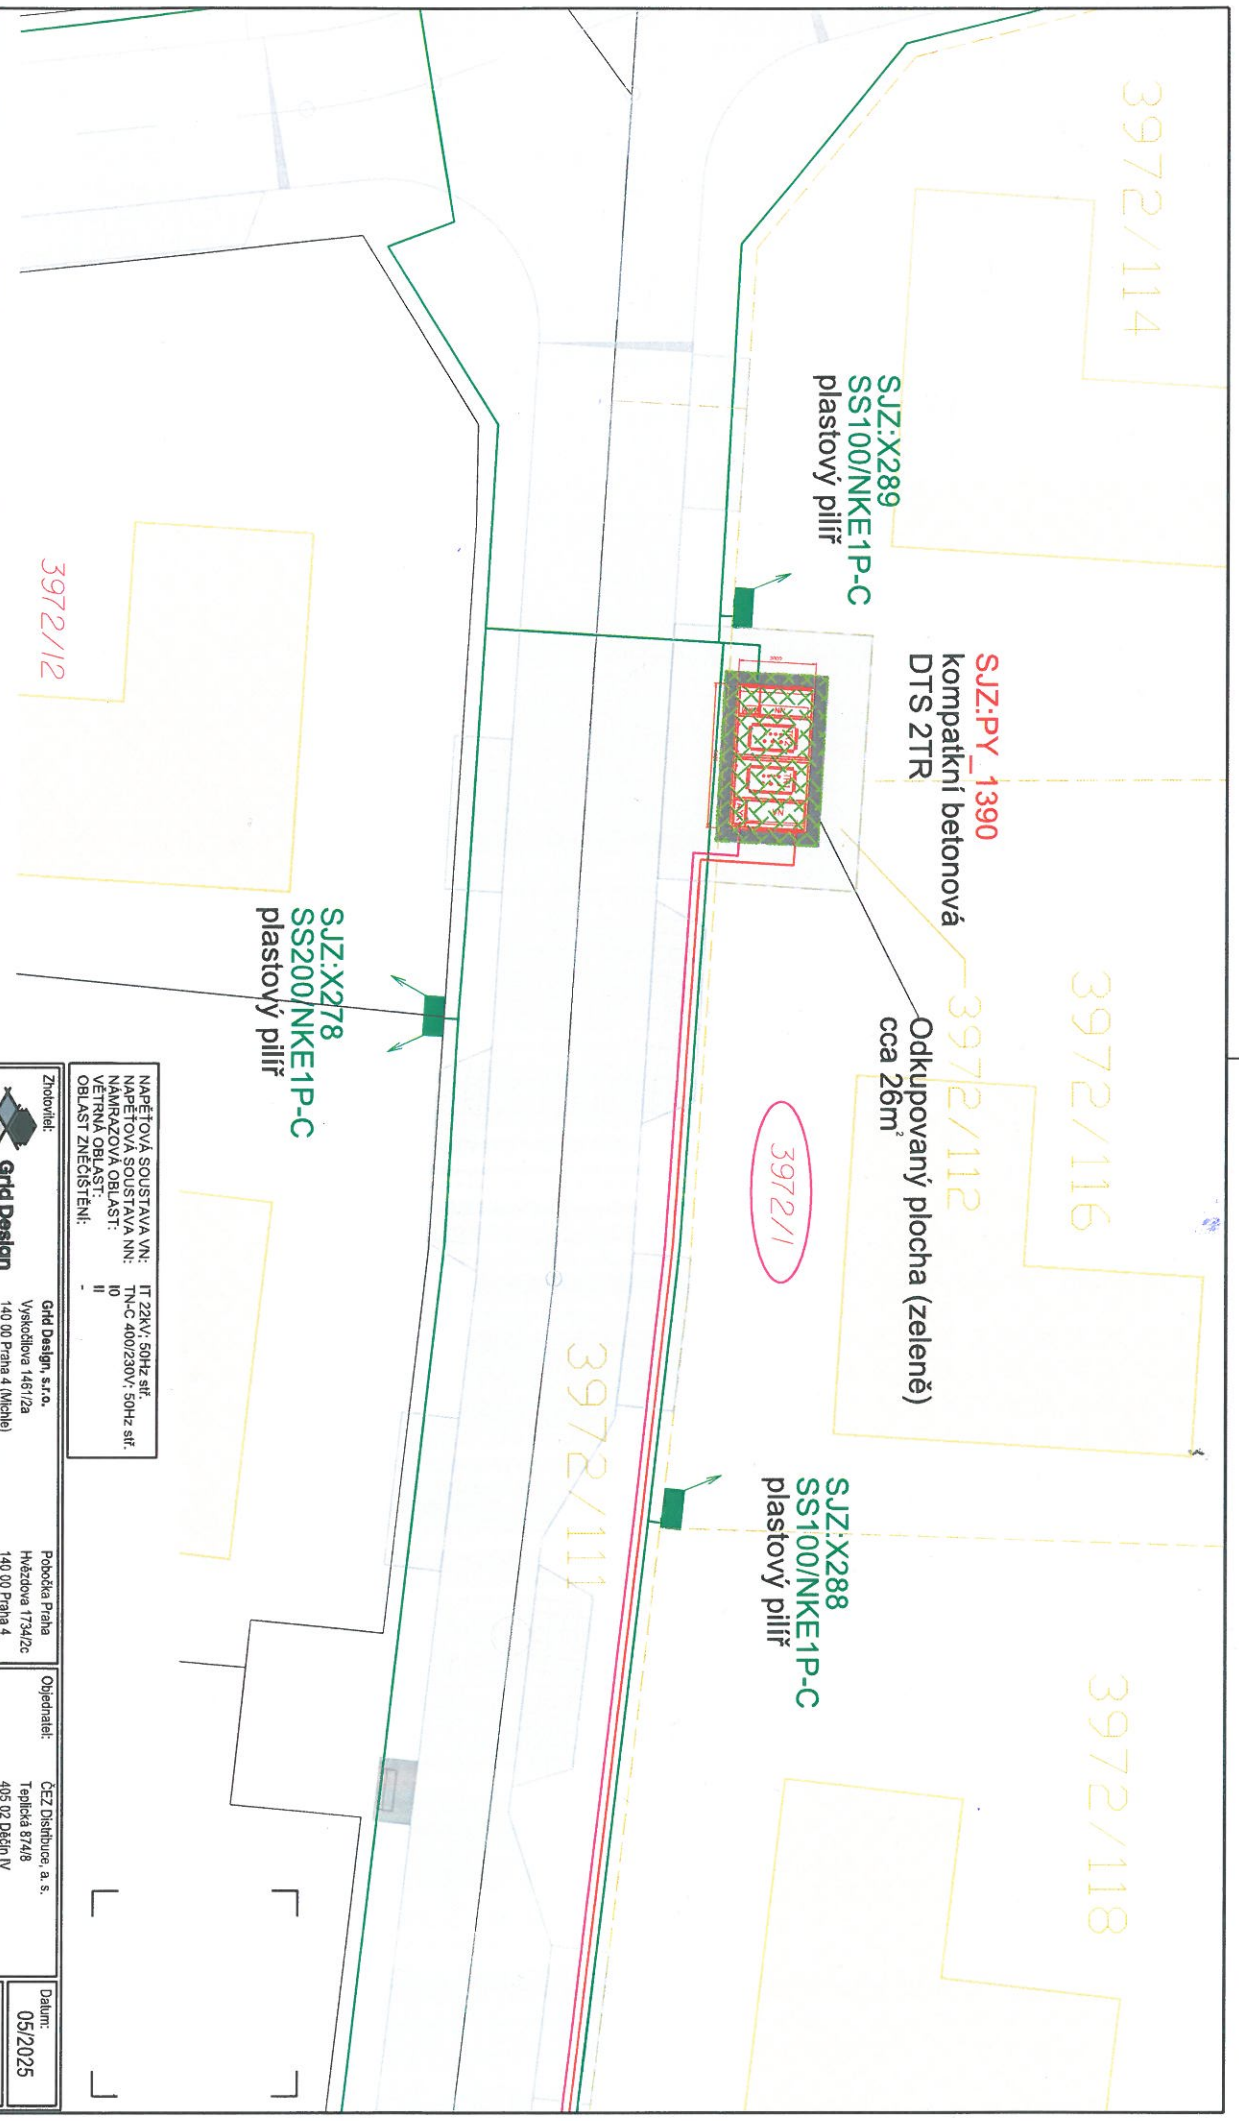 3972/114
SJZ:X289
SS100/NKE1P-C
plastový pilíř
SJZ:PY_1390
kompatkní betonová
DTS 2TR
3972/116
3972/112
Odkupovaný plocha (zeleně)
cca 26m²
3972/1
3972/118
SJZ:X288
SS100/NKE1P-C
plastový pilíř
3972/111
3972/12
SJZ:X278
SS200/NKE1P-C
plastový pilíř
NAPĚŤOVÁ SOUSTAVA VN: IT 22kV; 50Hz stř.
NAPĚŤOVÁ SOUSTAVA NN: TN-C 400/230V; 50Hz stř.
NÁMRAZOVÁ OBLAST: I0
VĚTRNÁ OBLAST: II
OBLAST ZNEČIŠTĚNÍ: -
Zhotovitel:
Grid Design
Grid Design, s.r.o.
Vyskočilova 1461/2a
140 00 Praha 4 (Michle)
Pobočka Praha
Hvězdova 1734/2c
140 00 Praha 4
Objednatel:
ČEZ Distribuce, a. s.
Teplická 874/8
405 02 Děčín IV
Datum:
05/2025